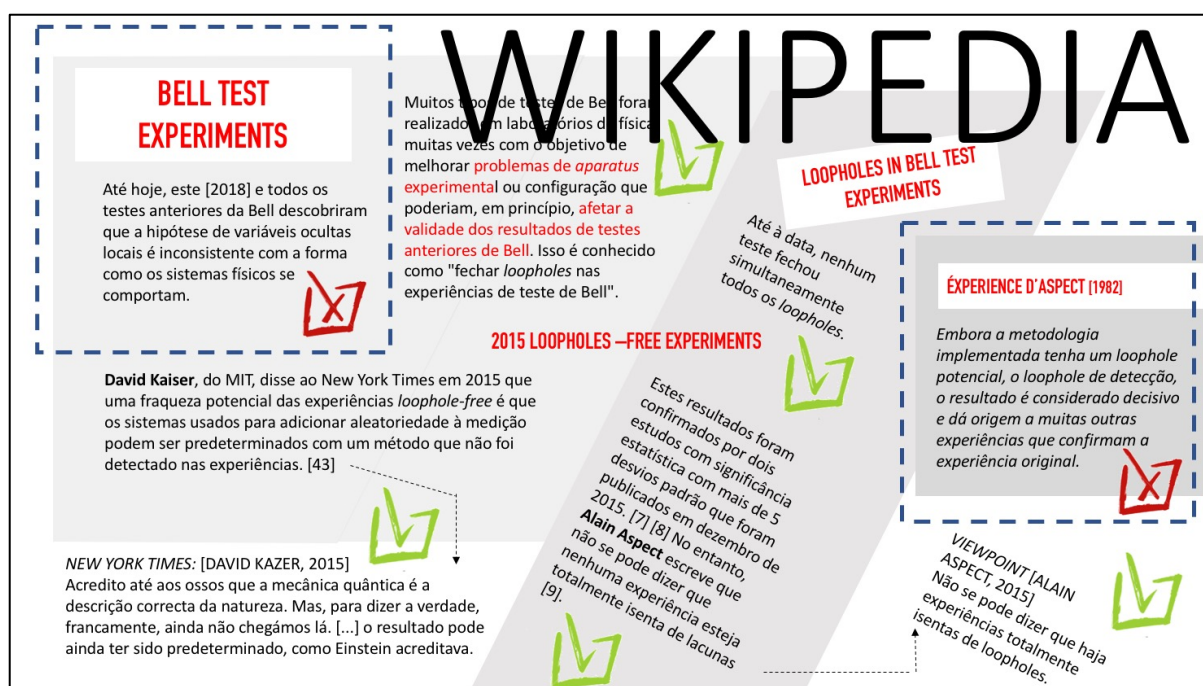 WIKIPEDIA
BELL TEST
EXPERIMENTS
Até hoje, este [2018] e todos os
testes anteriores da Bell descobriram
que a hipótese de variáveis ocultas
locais é inconsistente com a forma
como os sistemas físicos se
comportam.
Muitos tipos de testes de Bell foram
realizados em laboratórios de física,
muitas vezes com o objetivo de
melhorar problemas de aparatus
experimental ou configuração que
poderiam, em princípio, afetar a
validade dos resultados de testes
anteriores de Bell. Isso é conhecido
como "fechar loopholes nas
experiências de teste de Bell".
LOOPHOLES IN BELL TEST
EXPERIMENTS
Até à data, nenhum
teste fechou
simultaneamente
todos os loopholes.
ÉXPERIENCE D'ASPECT [1982]
Embora a metodologia
implementada tenha um loophole
potencial, o loophole de detecção,
o resultado é considerado decisivo
e dá origem a muitas outras
experiências que confirmam a
experiência original.
2015 LOOPHOLES –FREE EXPERIMENTS
David Kaiser, do MIT, disse ao New York Times em 2015 que
uma fraqueza potencial das experiências loophole-free é que
os sistemas usados para adicionar aleatoriedade à medição
podem ser predeterminados com um método que não foi
detectado nas experiências. [43]
Estes resultados foram
confirmados por dois
estudos com significância
estatística com mais de 5
desvios padrão que foram
publicados em dezembro de
2015. [7] [8] No entanto,
Alain Aspect escreve que
não se pode dizer que
nenhuma experiência esteja
totalmente isenta de lacunas
[9].
NEW YORK TIMES: [DAVID KAZER, 2015]
Acredito até aos ossos que a mecânica quântica é a
descrição correcta da natureza. Mas, para dizer a verdade,
francamente, ainda não chegámos lá. [...] o resultado pode
ainda ter sido predeterminado, como Einstein acreditava.
VIEWPOINT [ALAIN
ASPECT, 2015]
Não se pode dizer que haja
experiências totalmente
isentas de loopholes.